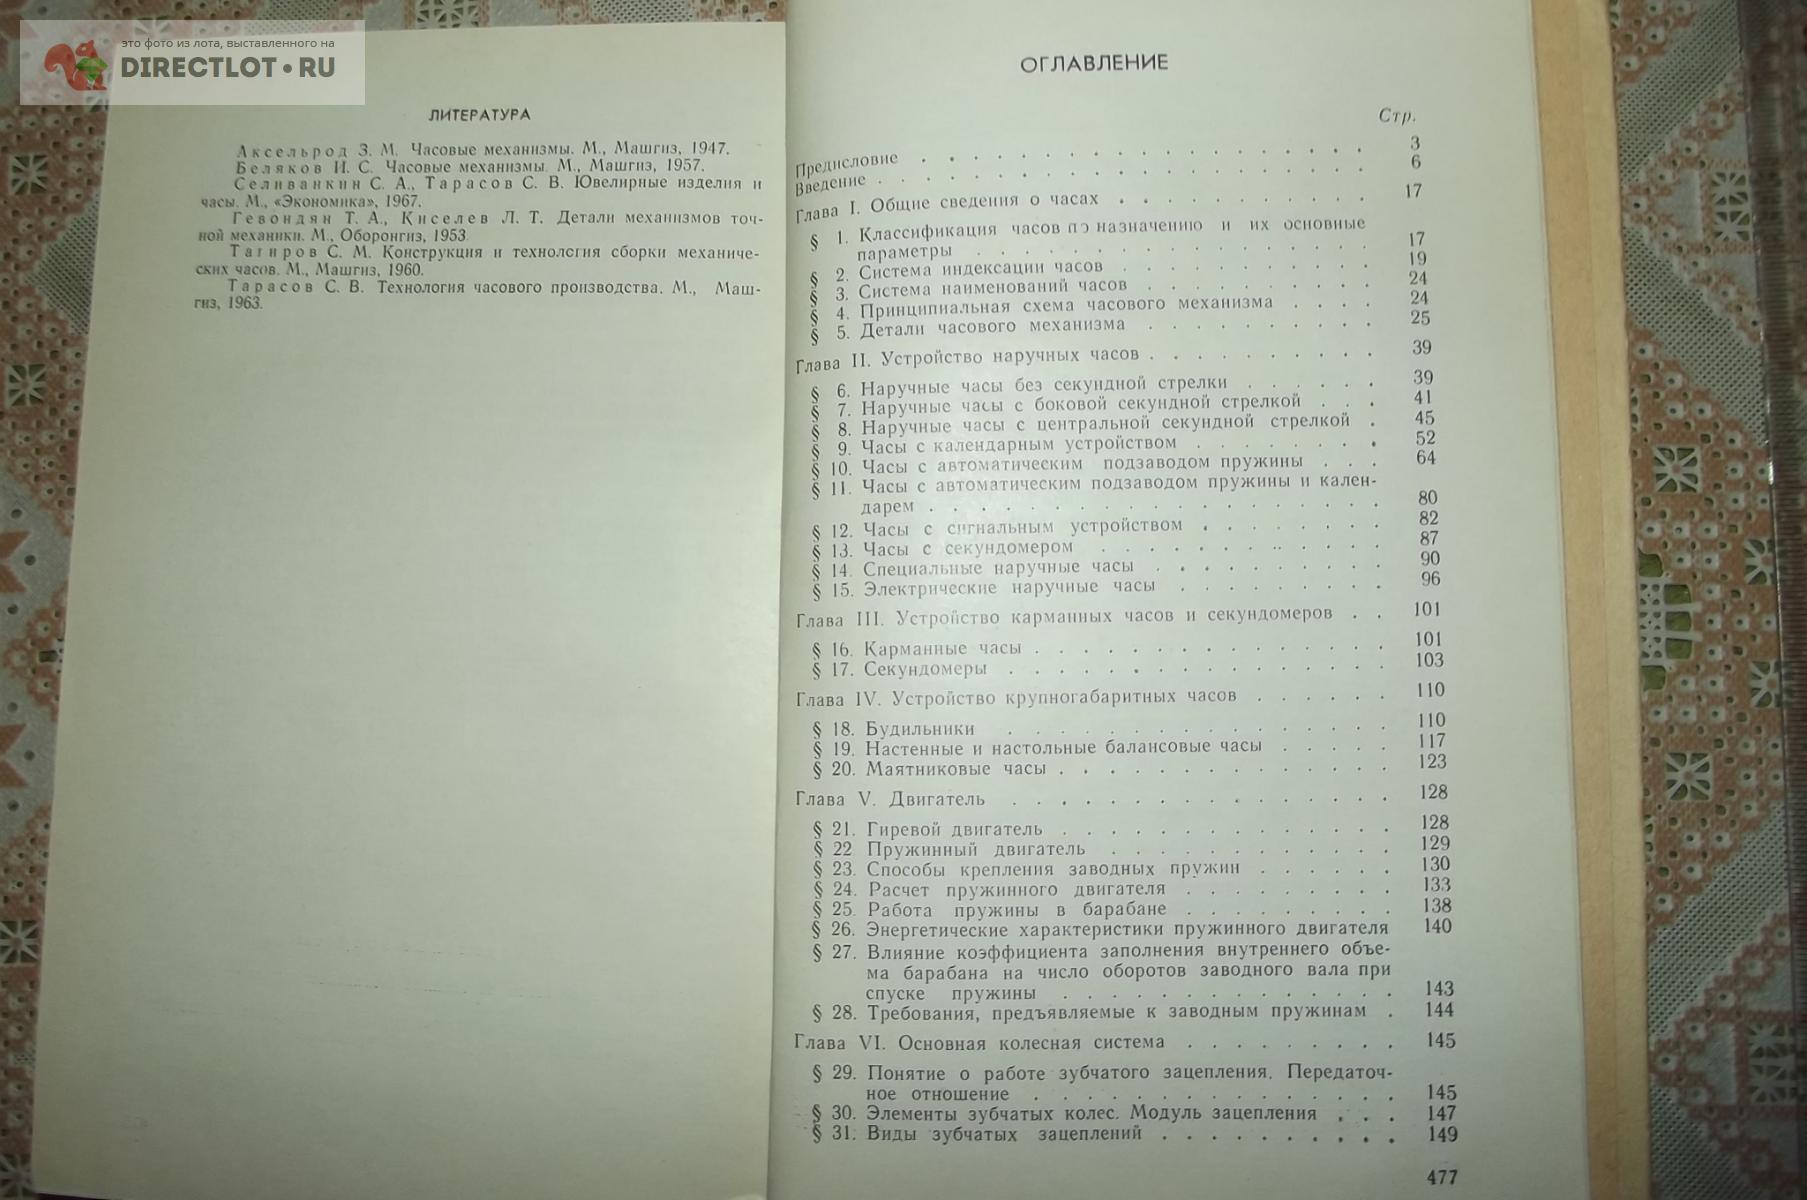 это фото из лота, выставленного на
DIRECTLOT•RU
ЛИТЕРАТУРА
Аксельрод З. М. Часовые механизмы. М., Машгиз, 1947.
Беляков И. С. Часовые механизмы. М., Машгиз, 1957.
Селиванкин С. А., Тарасов С. В. Ювелирные изделия и
часы. М., «Экономика», 1967.
Гевондян Т. А., Киселев Л. Т. Детали механизмов точ-
ной механики. М., Оборонгиз, 1953.
Тагиров С. М. Конструкция и технология сборки механиче-
ских часов. М., Машгиз, 1960.
Тарасов С. В. Технология часового производства. М., Маш-
гиз, 1963.
ОГЛАВЛЕНИЕ
Стр.
Предисловие . . . . . . . . . . . . . . . . 3
Введение . . . . . . . . . . . . . . . . . 6
Глава I. Общие сведения о часах . . . . . . . . . . 17
§ 1. Классификация часов по назначению и их основные
параметры . . . . . . . . . . . . . . 17
§ 2. Система индексации часов . . . . . . . . . 19
§ 3. Система наименований часов . . . . . . . . 24
§ 4. Принципиальная схема часового механизма . . . . 24
§ 5. Детали часового механизма . . . . . . . . . 25
Глава II. Устройство наручных часов . . . . . . . . . 39
§ 6. Наручные часы без секундной стрелки . . . . . . 39
§ 7. Наручные часы с боковой секундной стрелкой . . . 41
§ 8. Наручные часы с центральной секундной стрелкой . 45
§ 9. Часы с календарным устройством . . . . . . . . 52
§ 10. Часы с автоматическим подзаводом пружины . . . 64
§ 11. Часы с автоматическим подзаводом пружины и кален-
дарем . . . . . . . . . . . . . . . . . 80
§ 12. Часы с сигнальным устройством . . . . . . . 82
§ 13. Часы с секундомером . . . . . . . . . . 87
§ 14. Специальные наручные часы . . . . . . . . . 90
§ 15. Электрические наручные часы . . . . . . . . 96
Глава III. Устройство карманных часов и секундомеров . . 101
§ 16. Карманные часы . . . . . . . . . . . . . 101
§ 17. Секундомеры . . . . . . . . . . . . . . 103
Глава IV. Устройство крупногабаритных часов . . . . . . 110
§ 18. Будильники . . . . . . . . . . . . . . 110
§ 19. Настенные и настольные балансовые часы . . . . . 117
§ 20. Маятниковые часы . . . . . . . . . . . . 123
Глава V. Двигатель . . . . . . . . . . . . . . . 128
§ 21. Гиревой двигатель . . . . . . . . . . . . 128
§ 22 Пружинный двигатель . . . . . . . . . . . 129
§ 23. Способы крепления заводных пружин . . . . . . 130
§ 24. Расчет пружинного двигателя . . . . . . . . 133
§ 25. Работа пружины в барабане . . . . . . . . . 138
§ 26. Энергетические характеристики пружинного двигателя 140
§ 27. Влияние коэффициента заполнения внутреннего объе-
ма барабана на число оборотов заводного вала при
спуске пружины . . . . . . . . . . . . . 143
§ 28. Требования, предъявляемые к заводным пружинам . 144
Глава VI. Основная колесная система . . . . . . . . . 145
§ 29. Понятие о работе зубчатого зацепления. Передаточ-
ное отношение . . . . . . . . . . . . . . 145
§ 30. Элементы зубчатых колес. Модуль зацепления . . . 147
§ 31. Виды зубчатых зацеплений . . . . . . . . . . 149
477